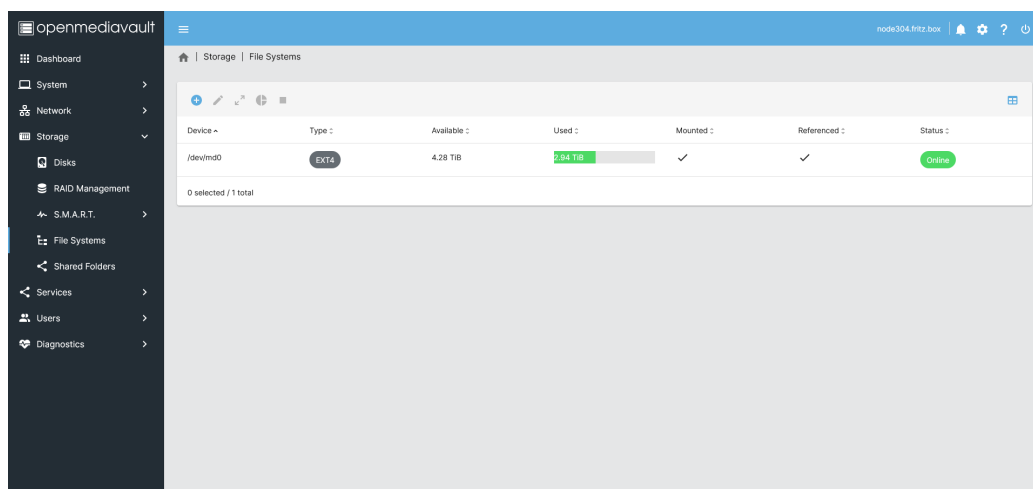 openmediavault
node304.fritz.box
Dashboard
System
Network
Storage
Disks
RAID Management
S.M.A.R.T.
File Systems
Shared Folders
Services
Users
Diagnostics
| Storage | File Systems
Device Type Available Used Mounted Referenced Status
/dev/md0 EXT4 4.28 TiB 2.94 TiB Online
0 selected / 1 total